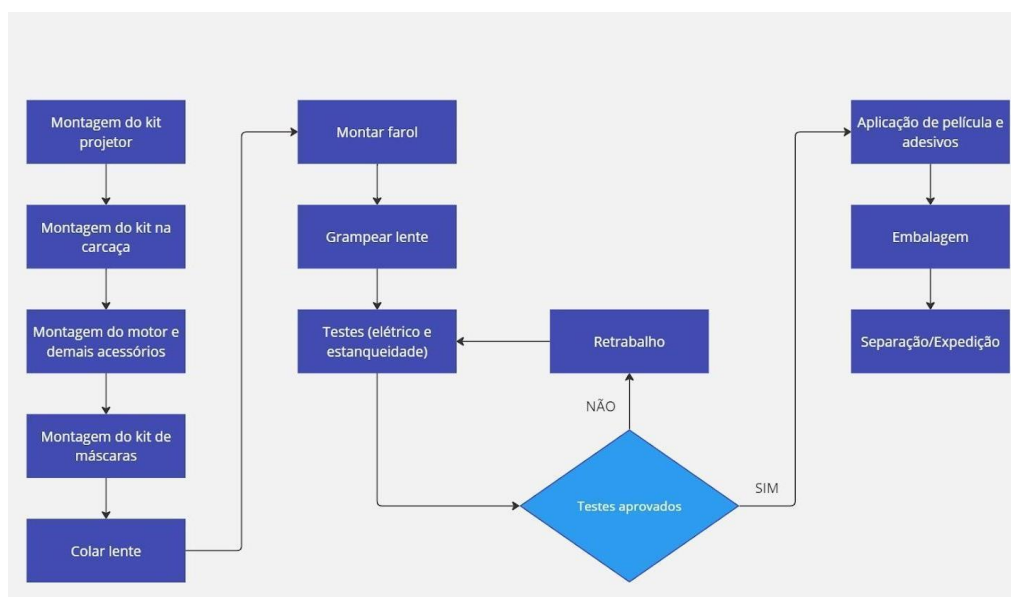 Montagem do kit
projetor
Montagem do kit na
carcaça
Montagem do motor e
demais acessórios
Montagem do kit de
máscaras
Colar lente
Montar farol
Grampear lente
Testes (elétrico e
estanqueidade)
Retrabalho
NÃO
Testes aprovados
SIM
Aplicação de película e
adesivos
Embalagem
Separação/Expedição